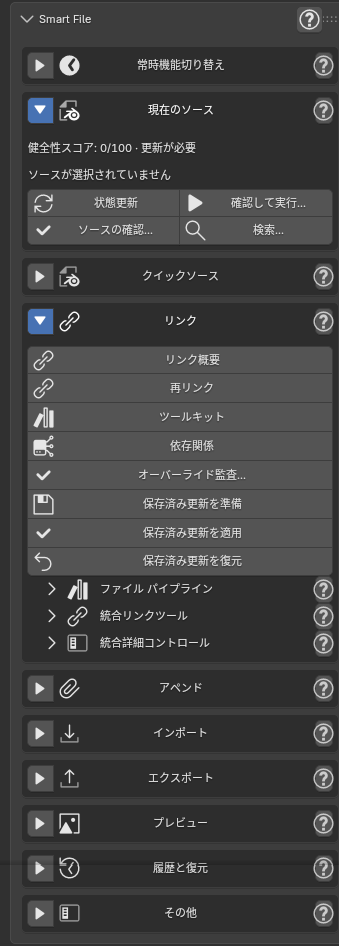 Smart File
常時機能切り替え
現在のソース
健全性スコア: 0/100 · 更新が必要
ソースが選択されていません
状態更新
確認して実行...
ソースの確認...
検索...
クイックソース
リンク
リンク概要
再リンク
ツールキット
依存関係
オーバーライド監査...
保存済み更新を準備
保存済み更新を適用
保存済み更新を復元
ファイル パイプライン
統合リンクツール
統合詳細コントロール
アペンド
インポート
エクスポート
プレビュー
履歴と復元
その他